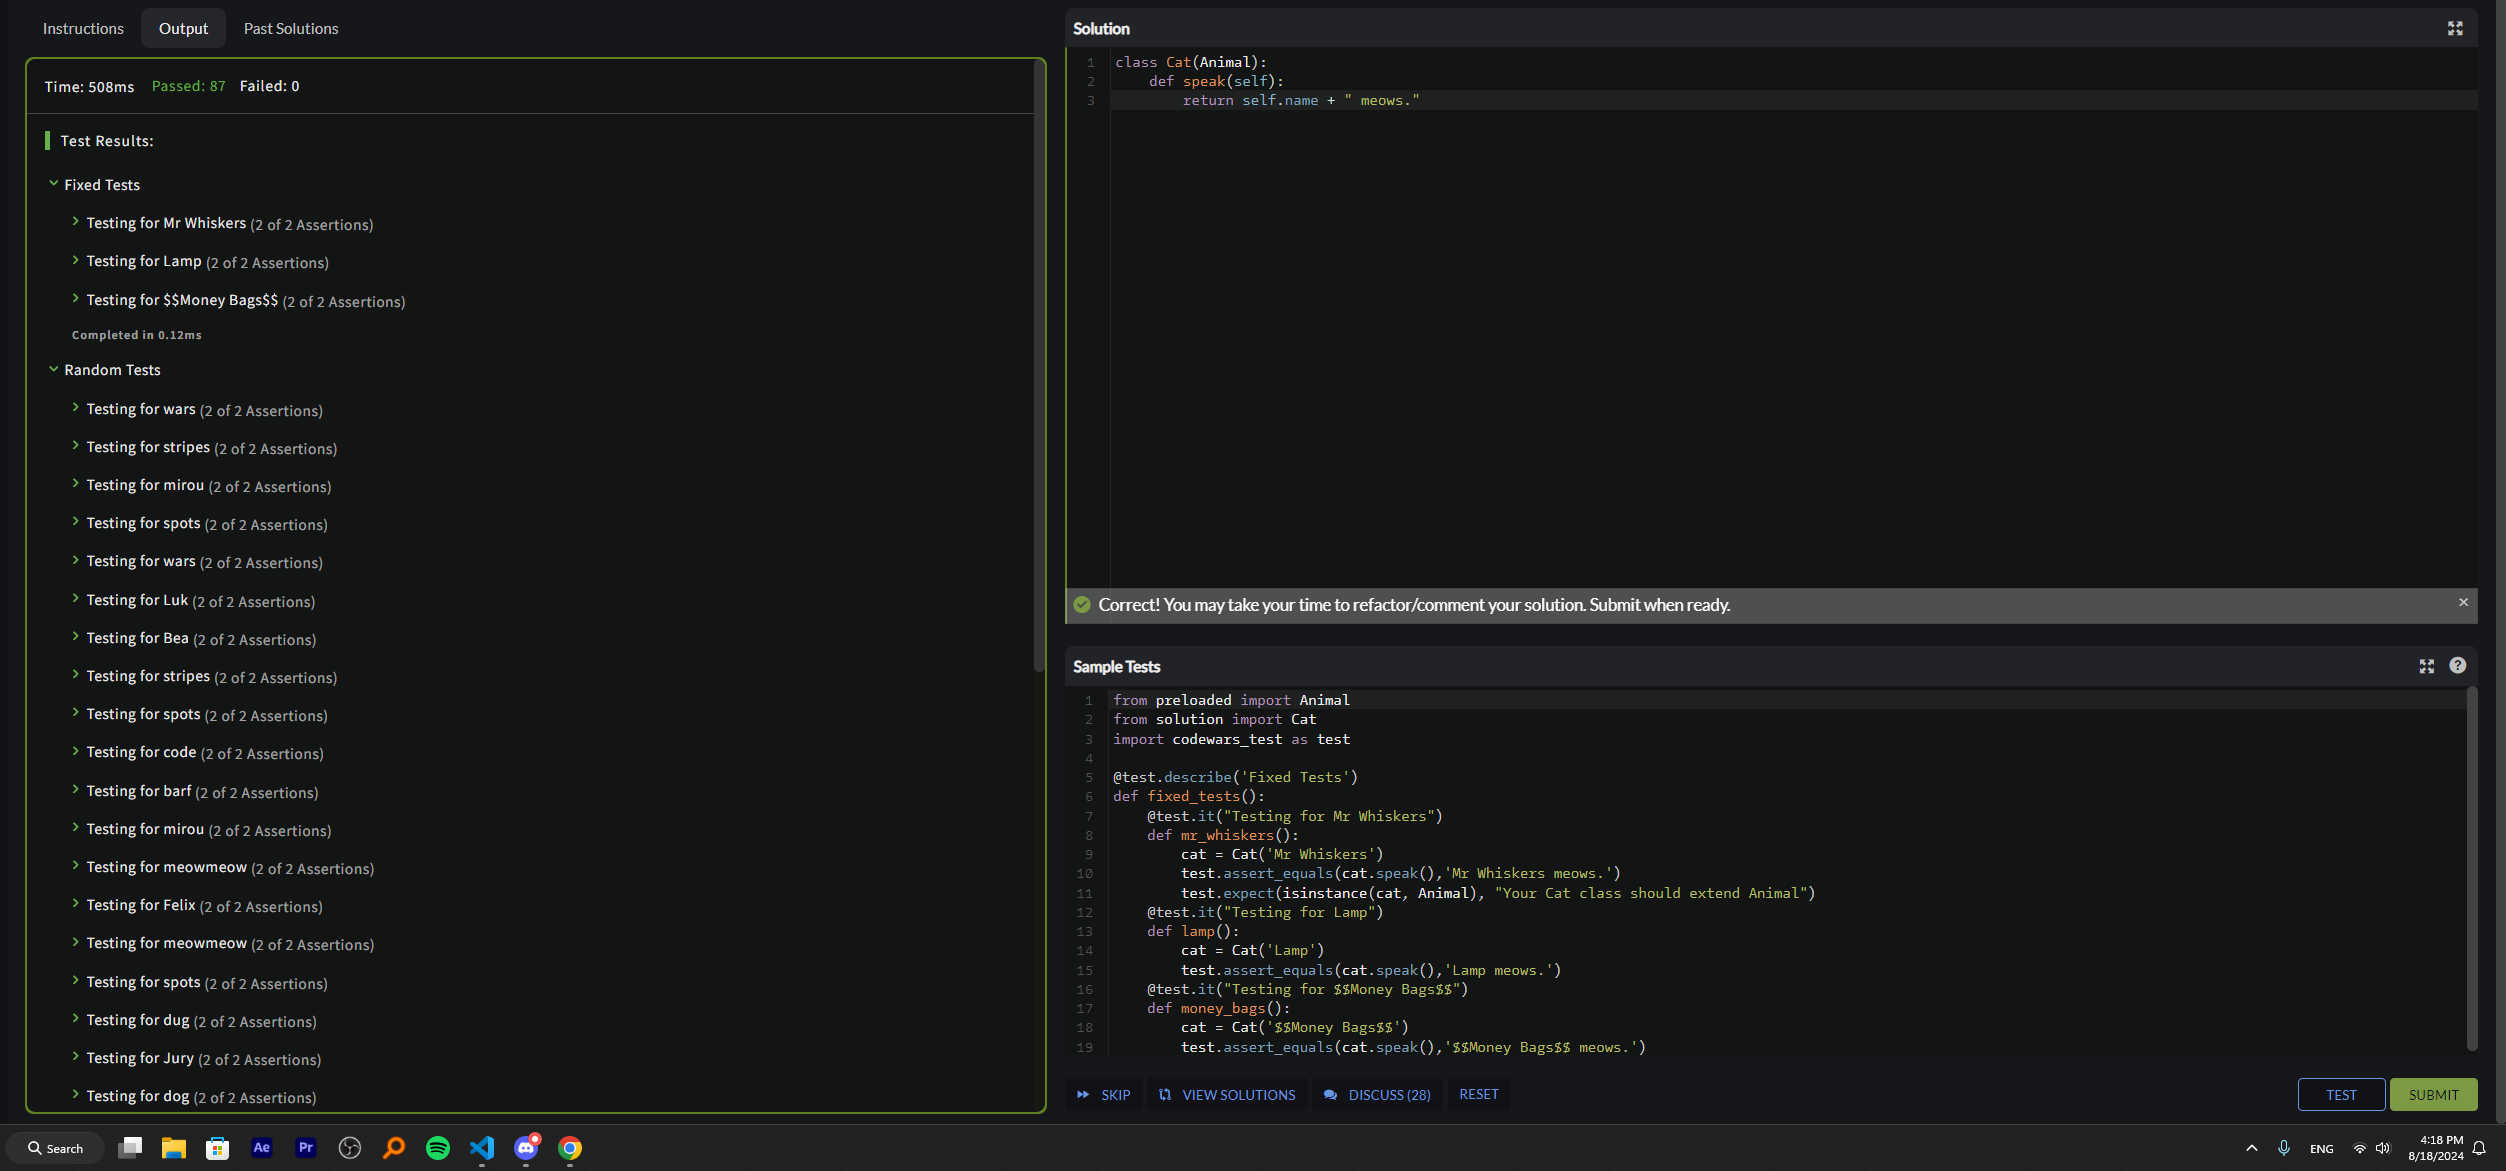 Instructions
Output
Past Solutions
Time: 508ms Passed: 87 Failed: 0
Test Results:
Fixed Tests
Testing for Mr Whiskers (2 of 2 Assertions)
Testing for Lamp (2 of 2 Assertions)
Testing for $$Money Bags$$ (2 of 2 Assertions)
Completed in 0.12ms
Random Tests
Testing for wars (2 of 2 Assertions)
Testing for stripes (2 of 2 Assertions)
Testing for mirou (2 of 2 Assertions)
Testing for spots (2 of 2 Assertions)
Testing for wars (2 of 2 Assertions)
Testing for Luk (2 of 2 Assertions)
Testing for Bea (2 of 2 Assertions)
Testing for stripes (2 of 2 Assertions)
Testing for spots (2 of 2 Assertions)
Testing for code (2 of 2 Assertions)
Testing for barf (2 of 2 Assertions)
Testing for mirou (2 of 2 Assertions)
Testing for meowmeow (2 of 2 Assertions)
Testing for Felix (2 of 2 Assertions)
Testing for meowmeow (2 of 2 Assertions)
Testing for spots (2 of 2 Assertions)
Testing for dug (2 of 2 Assertions)
Testing for Jury (2 of 2 Assertions)
Testing for dog (2 of 2 Assertions)
Solution
1 class Cat(Animal):
2     def speak(self):
3         return self.name + " meows."
Correct! You may take your time to refactor/comment your solution. Submit when ready.
Sample Tests
1 from preloaded import Animal
2 from solution import Cat
3 import codewars_test as test
4
5 @test.describe('Fixed Tests')
6 def fixed_tests():
7     @test.it("Testing for Mr Whiskers")
8     def mr_whiskers():
9         cat = Cat('Mr Whiskers')
10         test.assert_equals(cat.speak(),'Mr Whiskers meows.')
11         test.expect(isinstance(cat, Animal), "Your Cat class should extend Animal")
12     @test.it("Testing for Lamp")
13     def lamp():
14         cat = Cat('Lamp')
15         test.assert_equals(cat.speak(),'Lamp meows.')
16     @test.it("Testing for $$Money Bags$$")
17     def money_bags():
18         cat = Cat('$$Money Bags$$')
19         test.assert_equals(cat.speak(),'$$Money Bags$$ meows.')
SKIP
VIEW SOLUTIONS
DISCUSS (28)
RESET
TEST
SUBMIT
Search
Ae
Pr
ENG
4:18 PM
8/18/2024